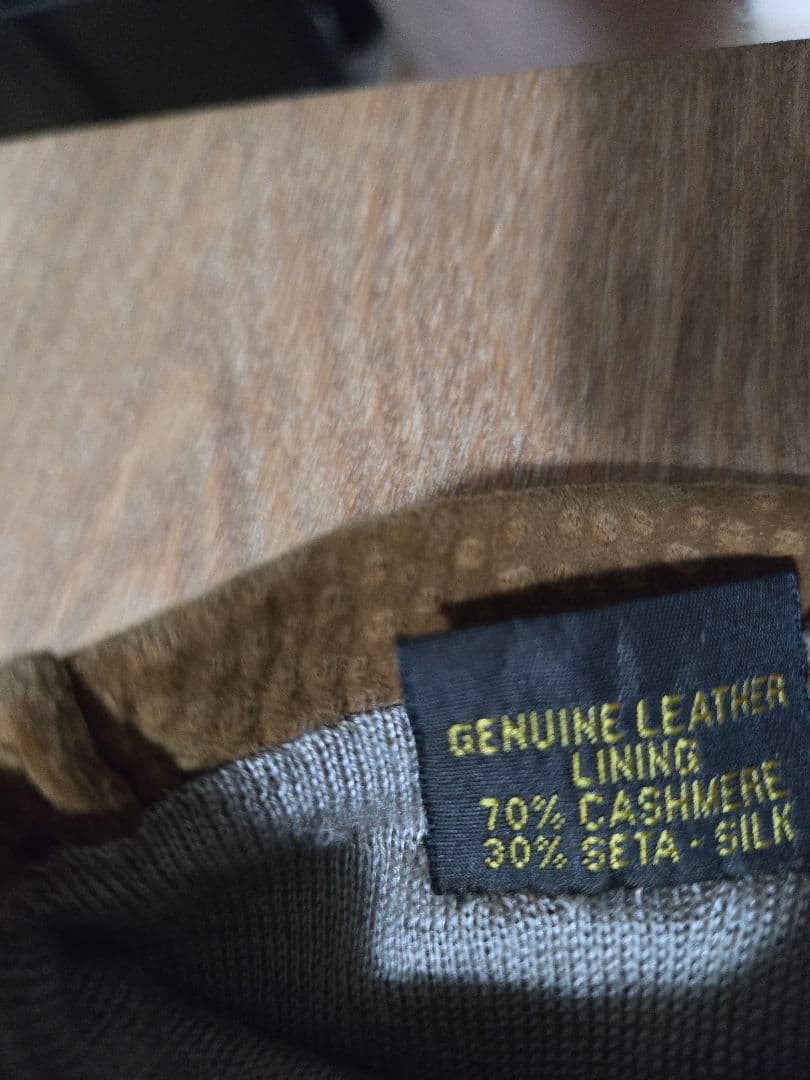 GENUINE LEATHER
LINING
70% CASHMERE
30% SETA - SILK